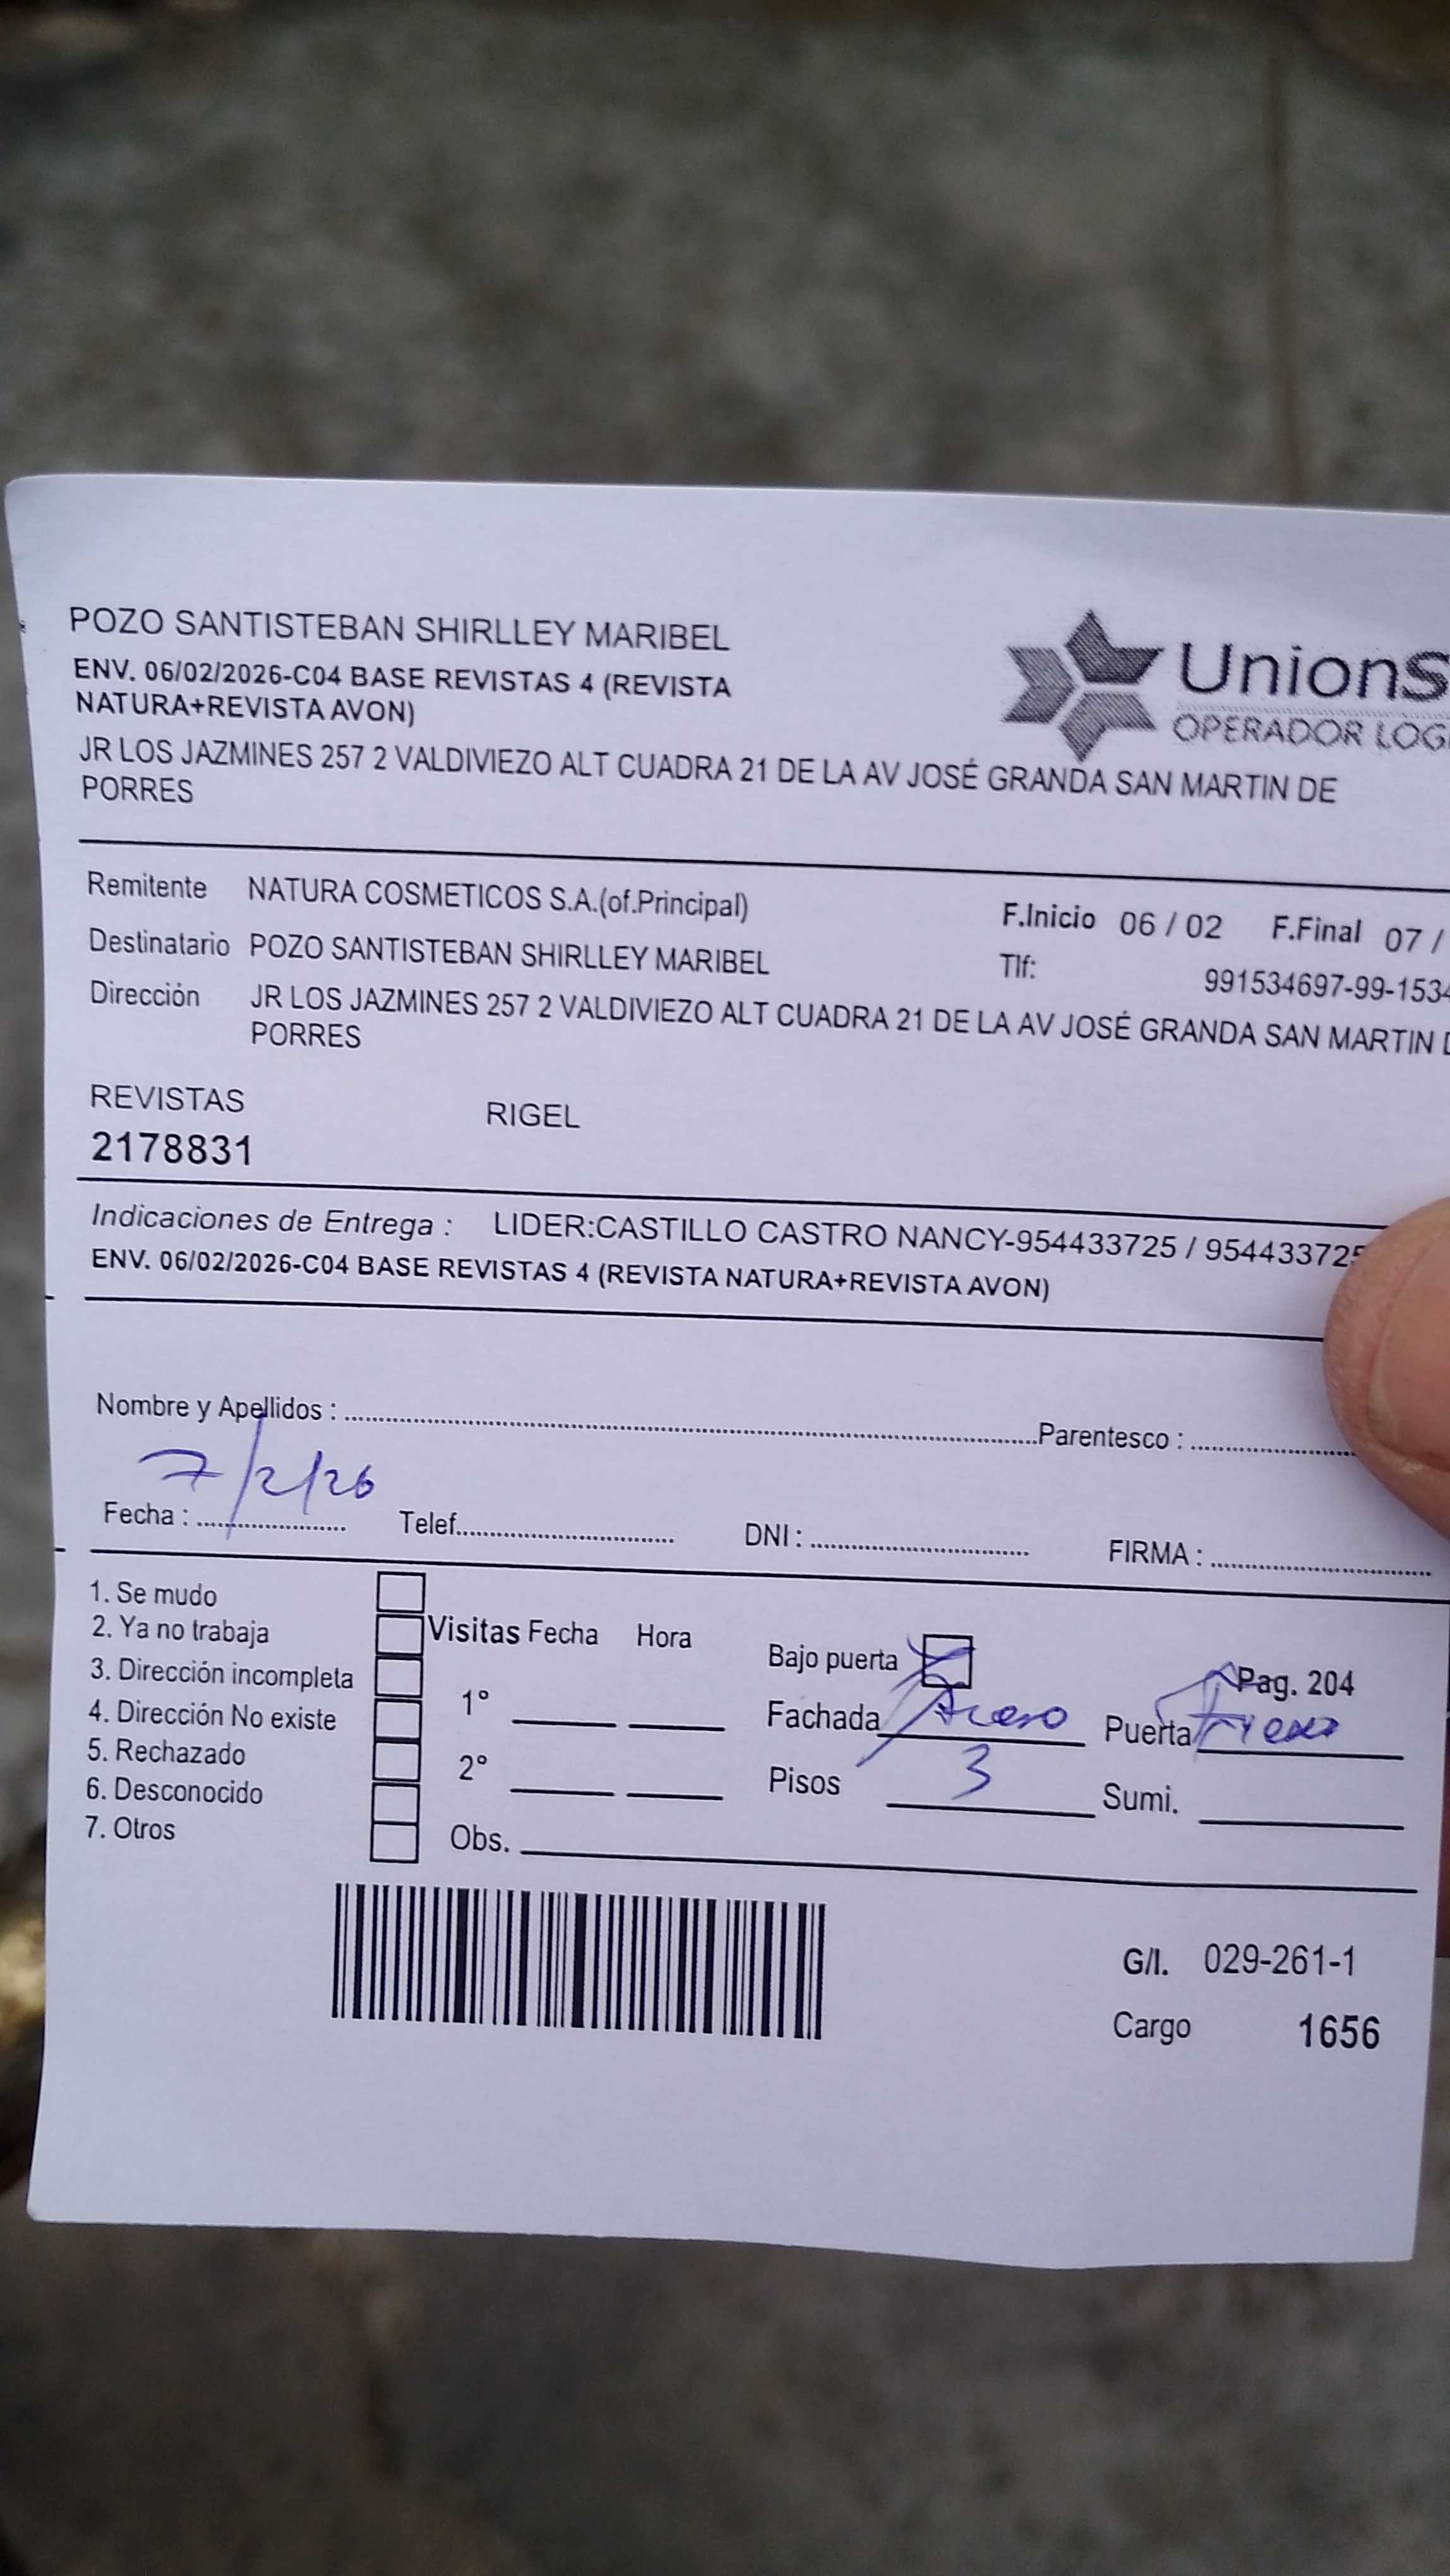 POZO SANTISTEBAN SHIRLLEY MARIBEL
ENV. 06/02/2026-C04 BASE REVISTAS 4 (REVISTA
NATURA+REVISTA AVON)
JR LOS JAZMINES 257 2 VALDIVIEZO ALT CUADRA 21 DE LA AV JOSÉ GRANDA SAN MARTIN DE
PORRES
UnionS
OPERADOR LOG
Remitente NATURA COSMETICOS S.A.(of.Principal)
F.Inicio 06 / 02 F.Final 07 /
Destinatario POZO SANTISTEBAN SHIRLLEY MARIBEL
Tlf: 991534697-99-1534
Dirección JR LOS JAZMINES 257 2 VALDIVIEZO ALT CUADRA 21 DE LA AV JOSÉ GRANDA SAN MARTIN D
PORRES
REVISTAS RIGEL
2178831
Indicaciones de Entrega : LIDER:CASTILLO CASTRO NANCY-954433725 / 954433725
ENV. 06/02/2026-C04 BASE REVISTAS 4 (REVISTA NATURA+REVISTA AVON)
Nombre y Apellidos : Parentesco :
7/2/26
Fecha : Telef. DNI : FIRMA :
1. Se mudo
2. Ya no trabaja
3. Dirección incompleta
4. Dirección No existe
5. Rechazado
6. Desconocido
7. Otros
Visitas Fecha Hora
1°
2°
Obs.
Bajo puerta
Pag. 204
Fachada
Puerta
Pisos 3
Sumi.
G/I. 029-261-1
Cargo 1656